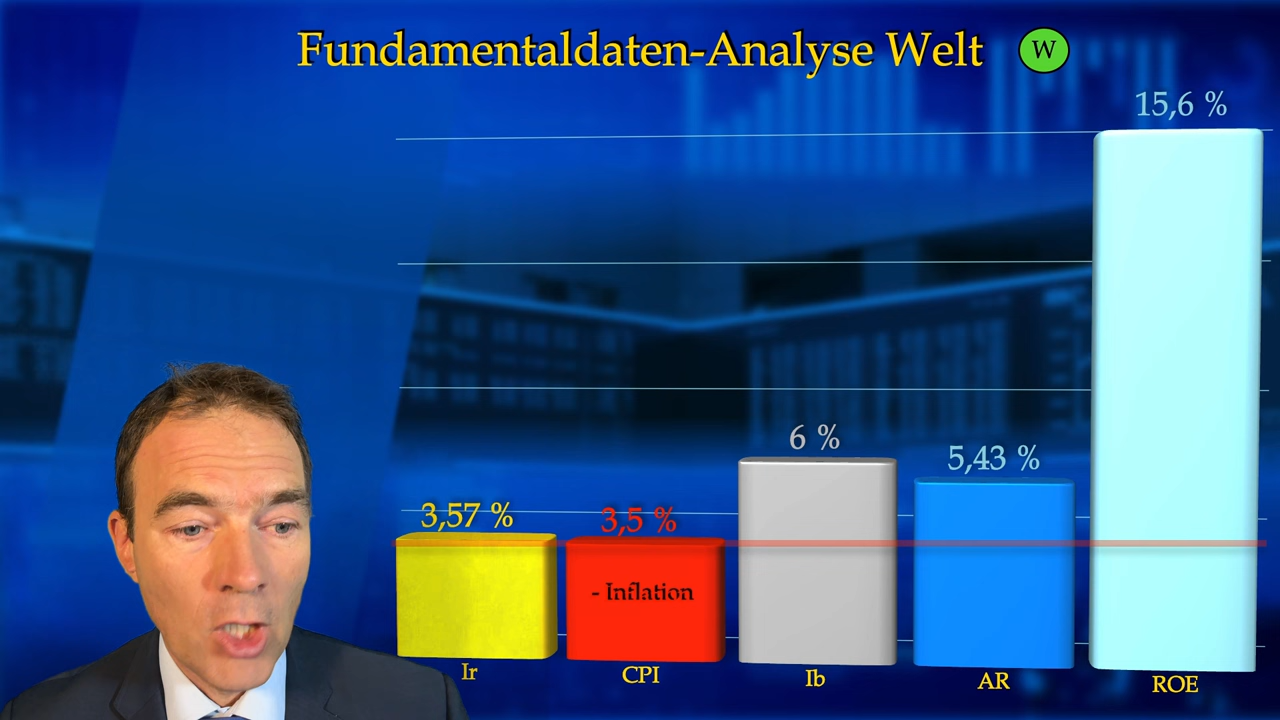 Fundamentaldaten-Analyse Welt W
15,6 %
6 %
5,43 %
3,57 %
3,5 %
- Inflation
Ir
CPI
Ib
AR
ROE